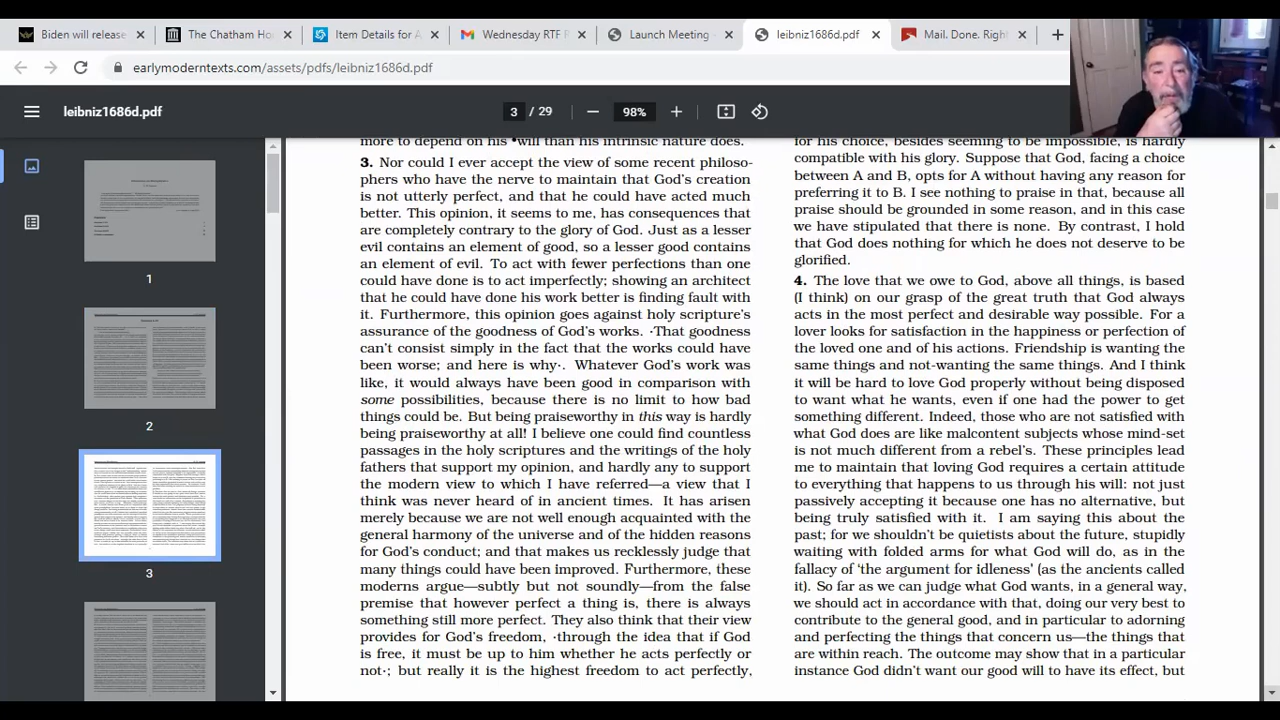 Biden will release
The Chatham Ho
Item Details for A
Wednesday RTF R
Launch Meeting -
leibniz1686d.pdf
Mail. Done. Right.
earlymoderntexts.com/assets/pdfs/leibniz1686d.pdf
leibniz1686d.pdf
3 / 29
98%
1
2
3
more to depend on his •will than his intrinsic nature does.
3. Nor could I ever accept the view of some recent philoso-
phers who have the nerve to maintain that God's creation
is not utterly perfect, and that he could have acted much
better. This opinion, it seems to me, has consequences that
are completely contrary to the glory of God. Just as a lesser
evil contains an element of good, so a lesser good contains
an element of evil. To act with fewer perfections than one
could have done is to act imperfectly; showing an architect
that he could have done his work better is finding fault with
it. Furthermore, this opinion goes against holy scripture's
assurance of the goodness of God's works. ·That goodness
can't consist simply in the fact that the works could have
been worse; and here is why·. Whatever God's work was
like, it would always have been good in comparison with
some possibilities, because there is no limit to how bad
things could be. But being praiseworthy in this way is hardly
being praiseworthy at all! I believe one could find countless
passages in the holy scriptures and the writings of the holy
fathers that support my opinion, and hardly any to support
the modern view to which I have referred—a view that I
think was never heard of in ancient times. It has arisen
merely because we are not well enough acquainted with the
general harmony of the universe and of the hidden reasons
for God's conduct; and that makes us recklessly judge that
many things could have been improved. Furthermore, these
moderns argue—subtly but not soundly—from the false
premise that however perfect a thing is, there is always
something still more perfect. They also think that their view
provides for God's freedom, ·through the idea that if God
is free, it must be up to him whether he acts perfectly or
not·; but really it is the highest freedom to act perfectly,
for his choice, besides seeming to be impossible, is hardly
compatible with his glory. Suppose that God, facing a choice
between A and B, opts for A without having any reason for
preferring it to B. I see nothing to praise in that, because all
praise should be grounded in some reason, and in this case
we have stipulated that there is none. By contrast, I hold
that God does nothing for which he does not deserve to be
glorified.
4. The love that we owe to God, above all things, is based
(I think) on our grasp of the great truth that God always
acts in the most perfect and desirable way possible. For a
lover looks for satisfaction in the happiness or perfection of
the loved one and of his actions. Friendship is wanting the
same things and not-wanting the same things. And I think
it will be hard to love God properly without being disposed
to want what he wants, even if one had the power to get
something different. Indeed, those who are not satisfied with
what God does are like malcontent subjects whose mind-set
is not much different from a rebel's. These principles lead
me to maintain that loving God requires a certain attitude
to everything that happens to us through his will: not just
passively accepting it because one has no alternative, but
being truly satisfied with it. I am saying this about the
past; for we shouldn't be quietists about the future, stupidly
waiting with folded arms for what God will do, as in the
fallacy of 'the argument for idleness' (as the ancients called
it). So far as we can judge what God wants, in a general way,
we should act in accordance with that, doing our very best to
contribute to the general good, and in particular to adorning
and perfecting the things that concern us—the things that
are within reach. The outcome may show that in a particular
instance God didn't want our good will to have its effect, but